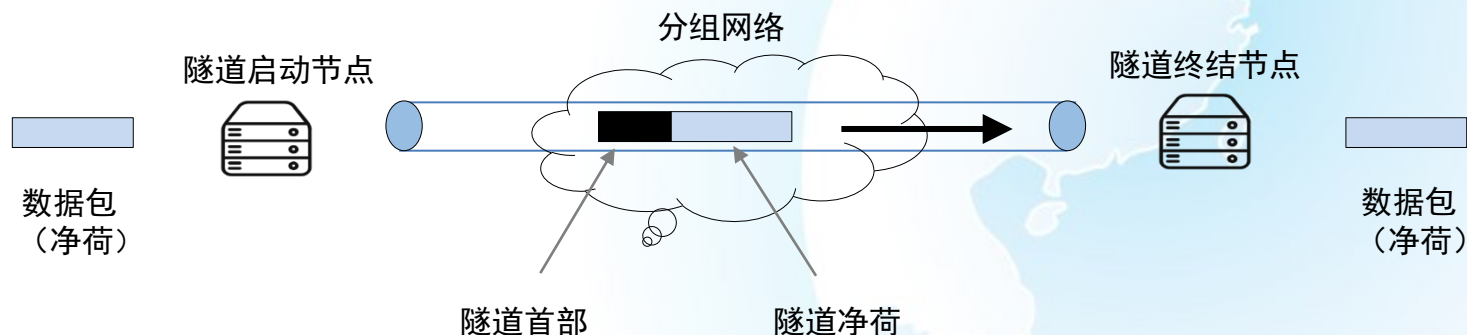 分组网络
隧道启动节点
隧道终结节点
数据包
（净荷）
数据包
（净荷）
隧道首部
隧道净荷